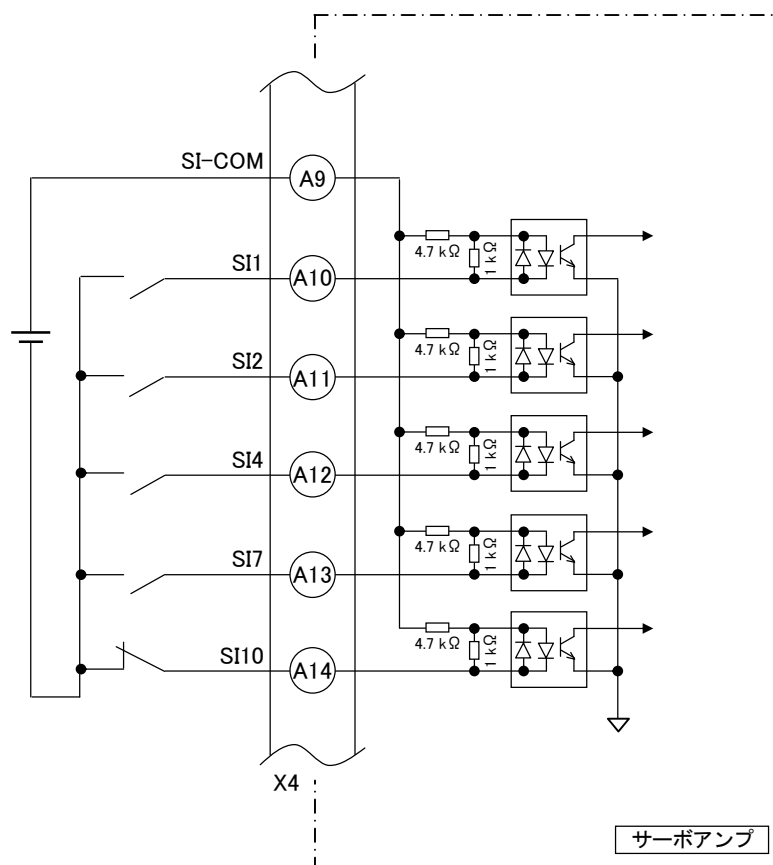 SI-COM
A9
4.7 kΩ
1 kΩ
SI1
A10
4.7 kΩ
1 kΩ
SI2
A11
4.7 kΩ
1 kΩ
SI4
A12
4.7 kΩ
1 kΩ
SI7
A13
4.7 kΩ
1 kΩ
SI10
A14
X4
サーボアンプ